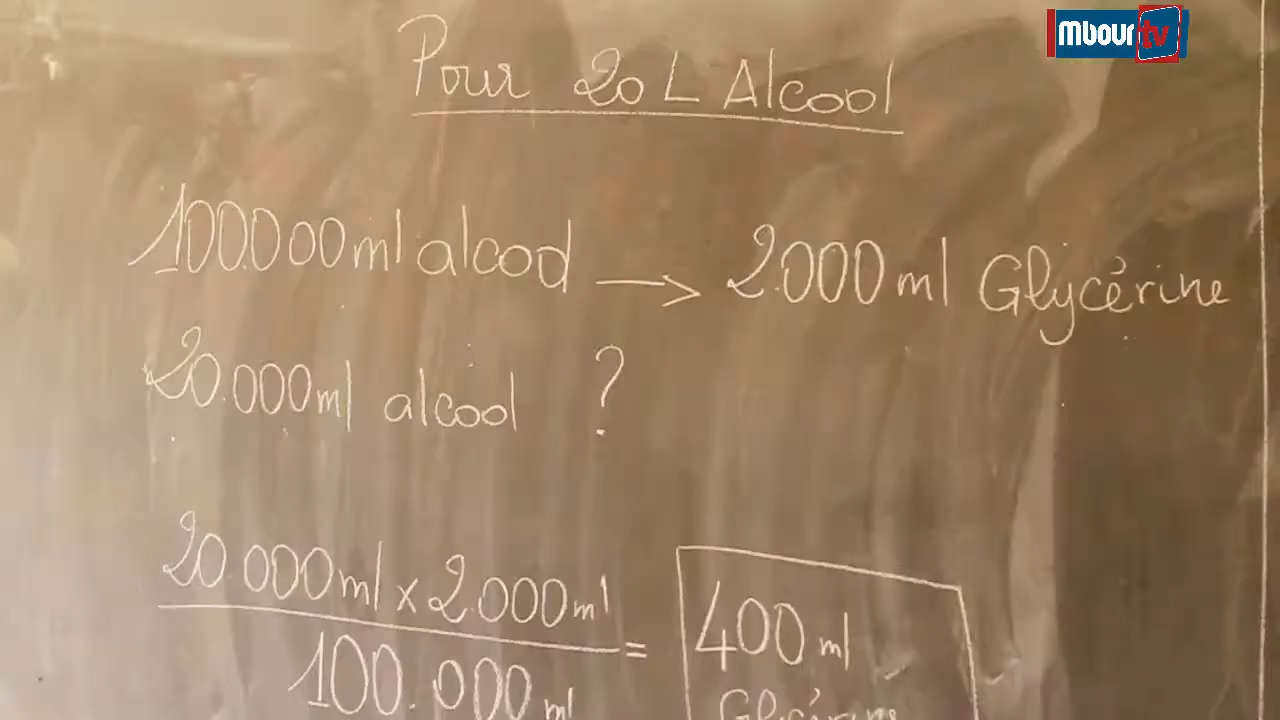 Mbour tv
Pour 20 L Alcool
100.000 ml alcool → 2.000 ml Glycérine
20.000 ml alcool ?
20.000 ml x 2.000 ml
100.000 ml
= 400 ml
Glycérine